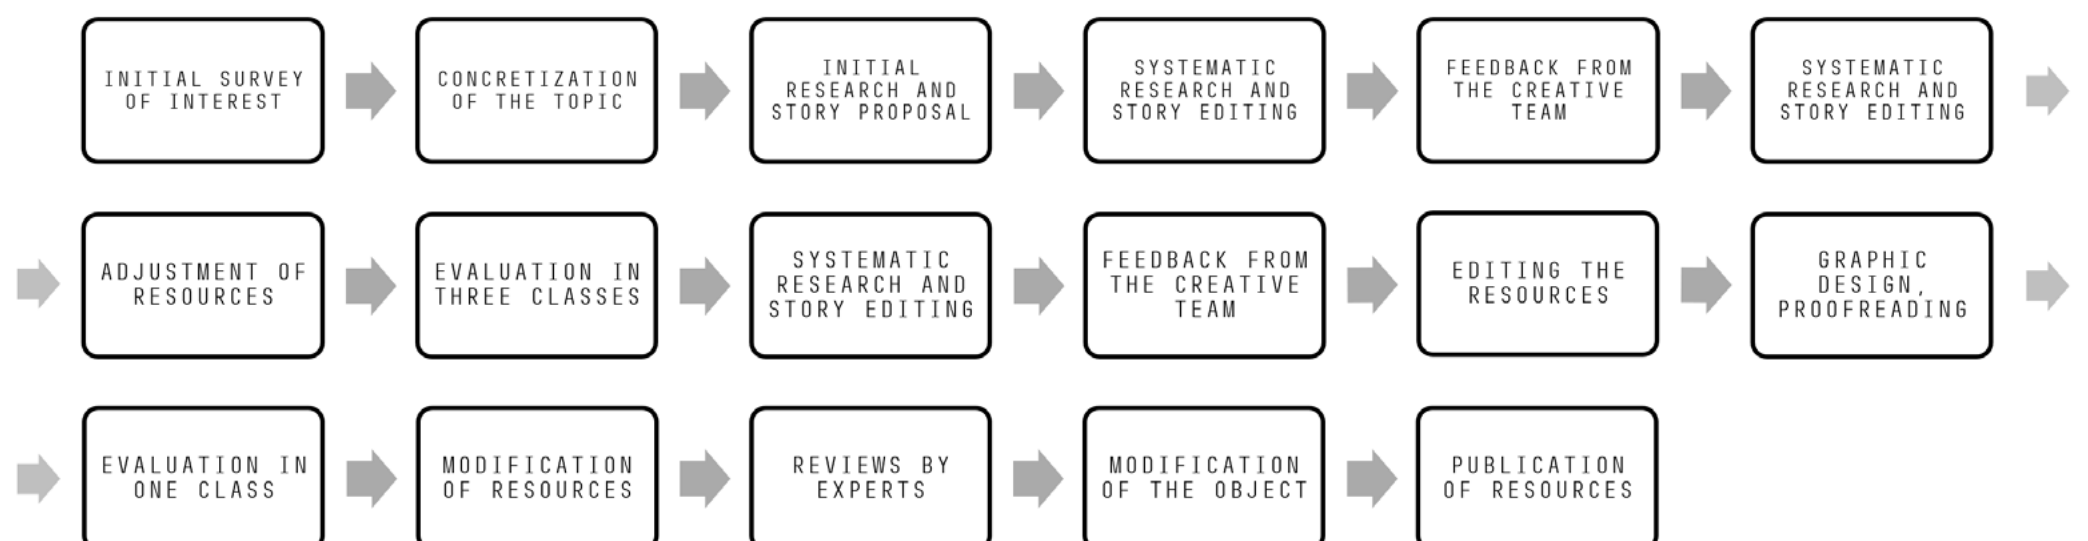 INITIAL SURVEY
OF INTEREST
CONCRETIZATION
OF THE TOPIC
INITIAL
RESEARCH AND
STORY PROPOSAL
SYSTEMATIC
RESEARCH AND
STORY EDITING
FEEDBACK FROM
THE CREATIVE
TEAM
SYSTEMATIC
RESEARCH AND
STORY EDITING
ADJUSTMENT OF
RESOURCES
EVALUATION IN
THREE CLASSES
SYSTEMATIC
RESEARCH AND
STORY EDITING
FEEDBACK FROM
THE CREATIVE
TEAM
EDITING THE
RESOURCES
GRAPHIC
DESIGN,
PROOFREADING
EVALUATION IN
ONE CLASS
MODIFICATION
OF RESOURCES
REVIEWS BY
EXPERTS
MODIFICATION
OF THE OBJECT
PUBLICATION
OF RESOURCES